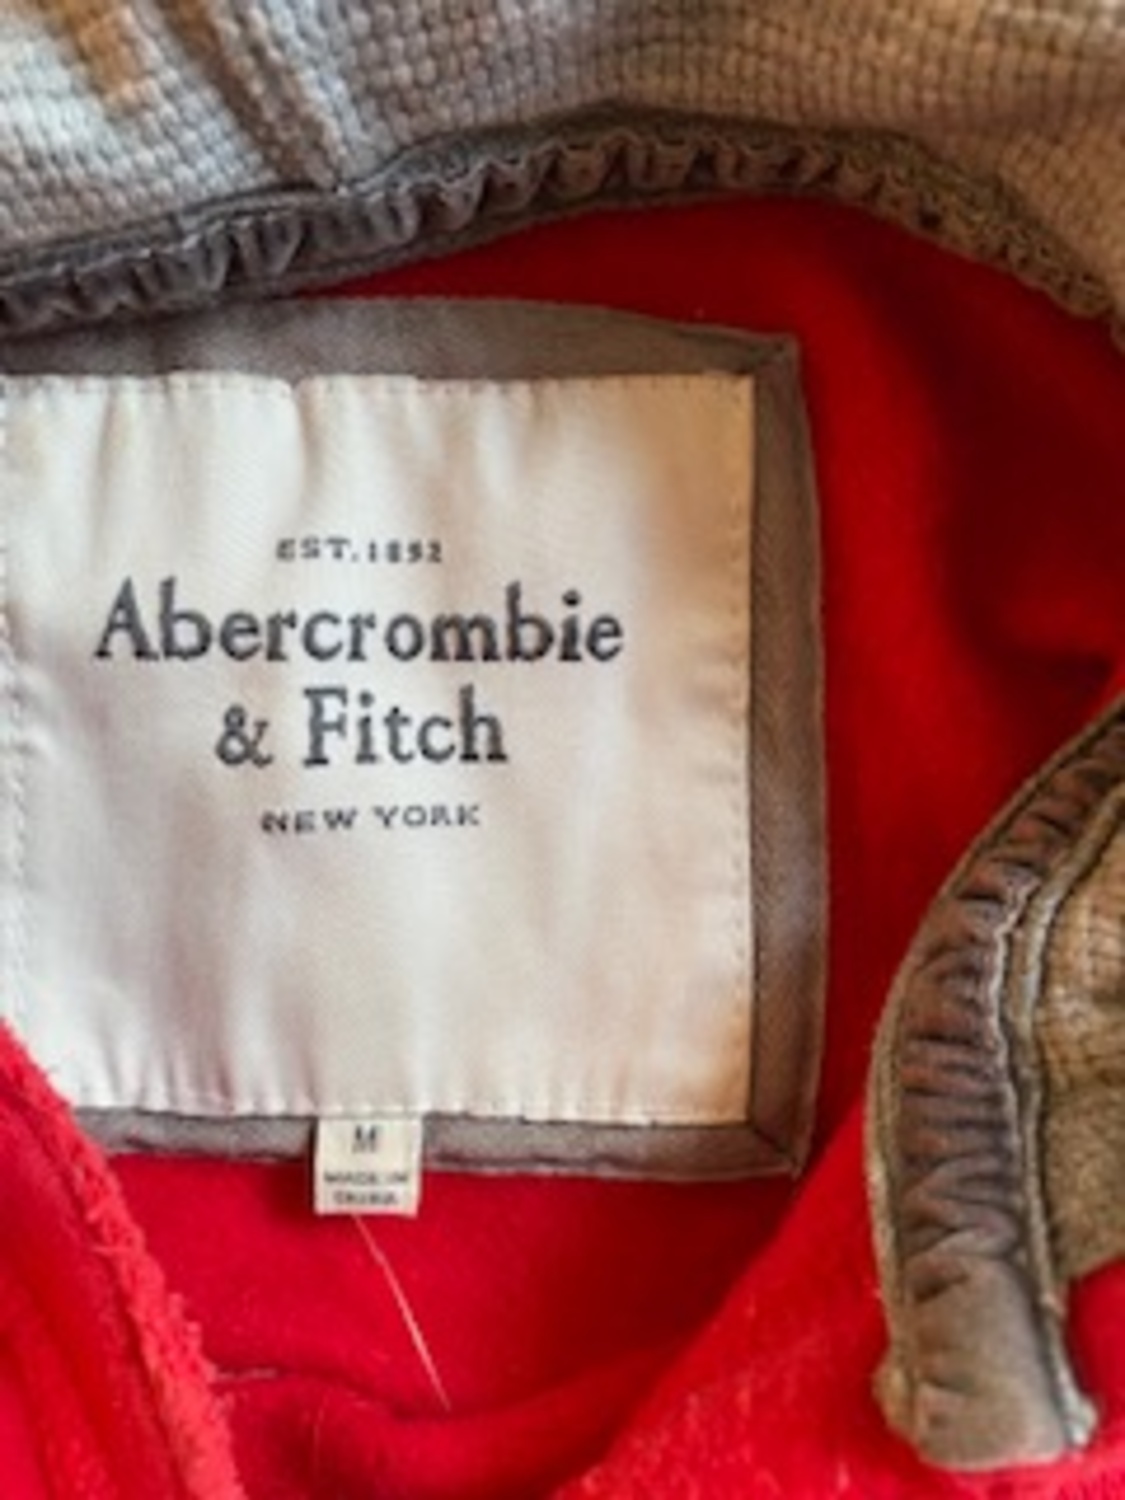 EST. 1892
Abercrombie
& Fitch
NEW YORK
M
MADE IN
CHINA